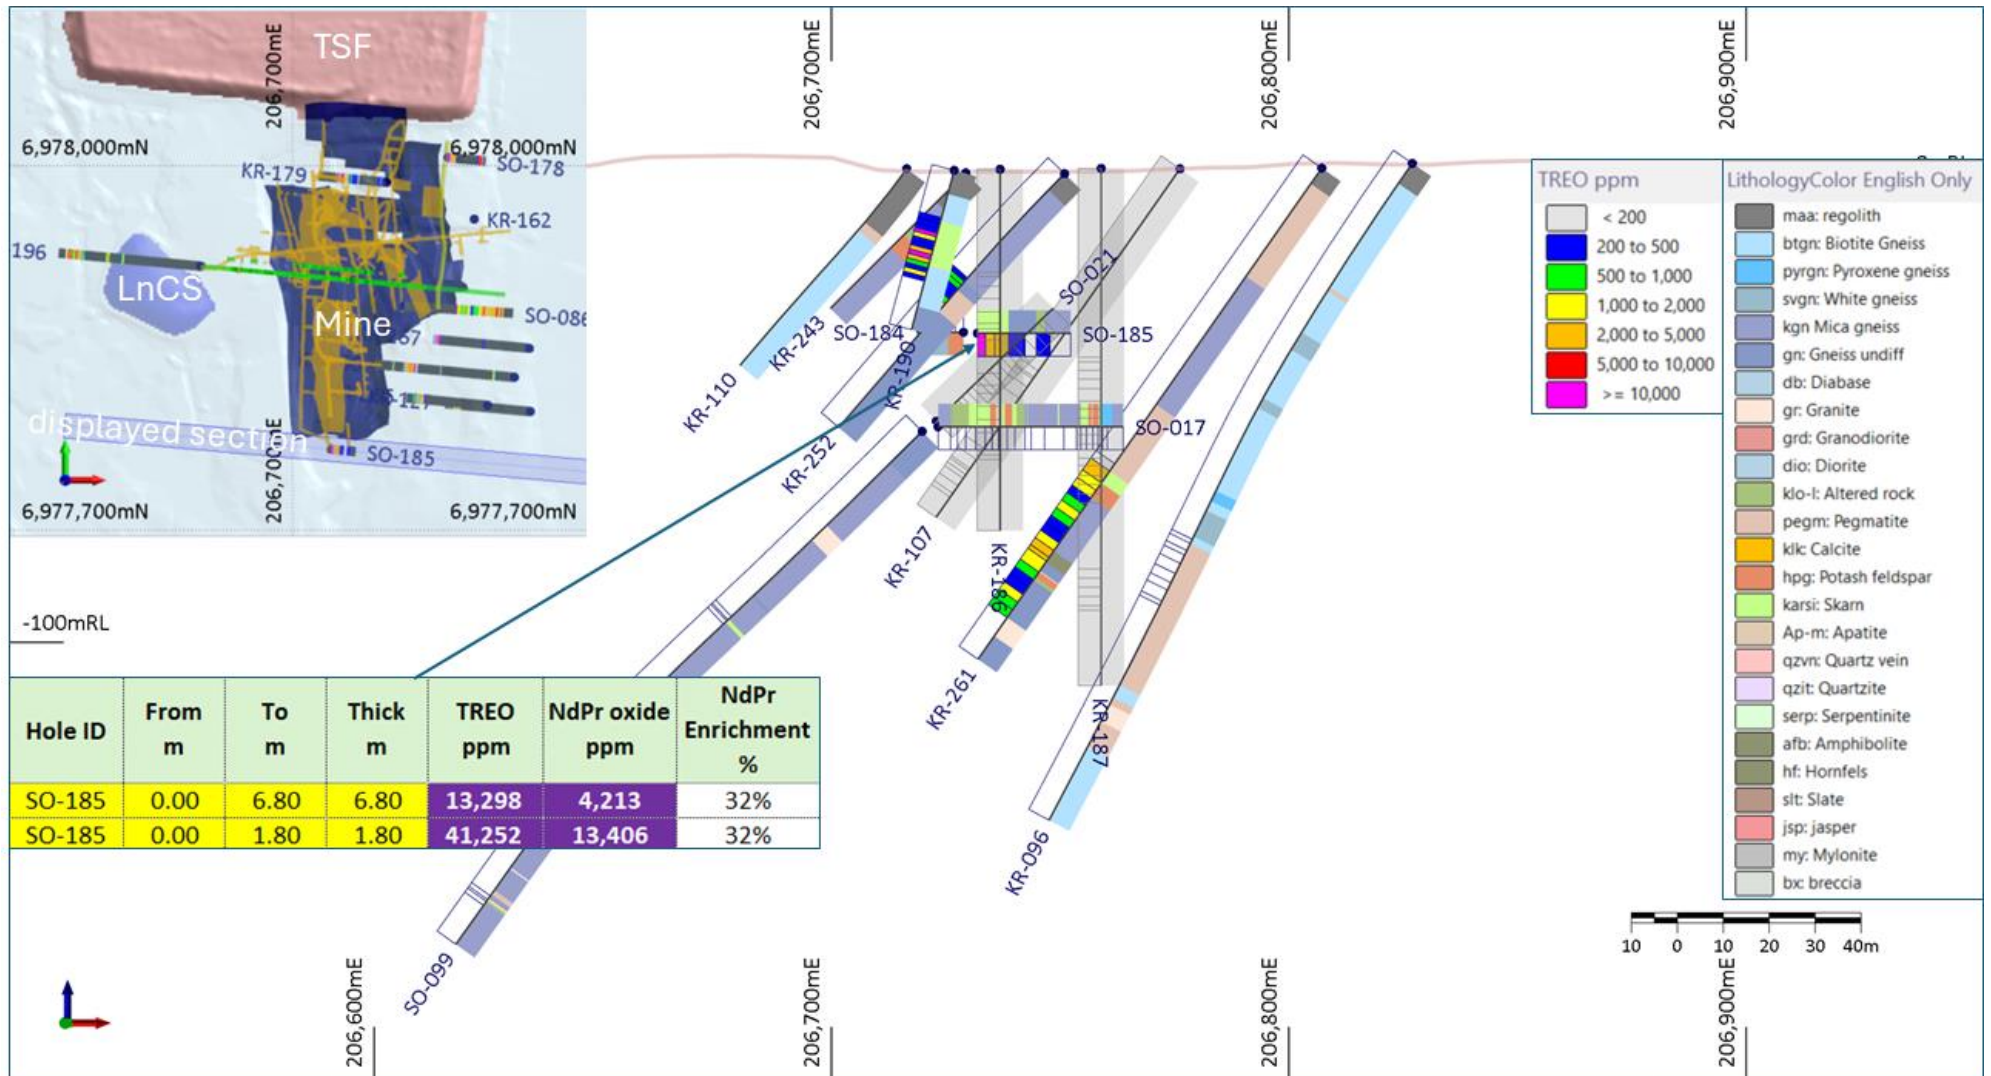 TSF
206,700mE
6,978,000mN
6,978,000mN
KR-179
SO-178
KR-162
196
LnCS
SO-086
Mine
displayed section
206,700mE
SO-185
6,977,700mN
6,977,700mN
206,700mE
206,800mE
206,900mE
KR-110
KR-243
SO-184
KR-190
KR-252
SO-021
SO-185
SO-017
KR-107
KR-186
KR-261
KR-187
KR-096
SO-099
-100mRL
TREO ppm
< 200
200 to 500
500 to 1,000
1,000 to 2,000
2,000 to 5,000
5,000 to 10,000
>= 10,000
LithologyColor English Only
maa: regolith
btgn: Biotite Gneiss
pyrgn: Pyroxene gneiss
svgn: White gneiss
kgn Mica gneiss
gn: Gneiss undiff
db: Diabase
gr: Granite
grd: Granodiorite
dio: Diorite
klo-l: Altered rock
pegm: Pegmatite
klk: Calcite
hpg: Potash feldspar
karsi: Skarn
Ap-m: Apatite
qzvn: Quartz vein
qzit: Quartzite
serp: Serpentinite
afb: Amphibolite
hf: Hornfels
slt: Slate
jsp: jasper
my: Mylonite
bx: breccia
Hole ID From m To m Thick m TREO ppm NdPr oxide ppm NdPr Enrichment %
SO-185 0.00 6.80 6.80 13,298 4,213 32%
SO-185 0.00 1.80 1.80 41,252 13,406 32%
10 0 10 20 30 40m
206,600mE
206,700mE
206,800mE
206,900mE